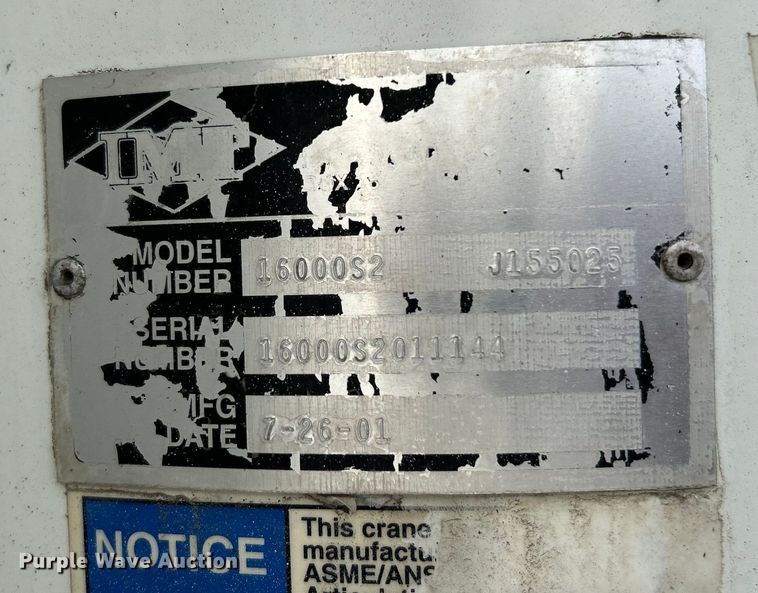 IMT
MODEL NUMBER 16000S2 J155025
SERIAL NUMBER 16000S2011144
MFG DATE 7-26-01
NOTICE
This crane
manufactu
ASME/ANS
Purple Wave Auction